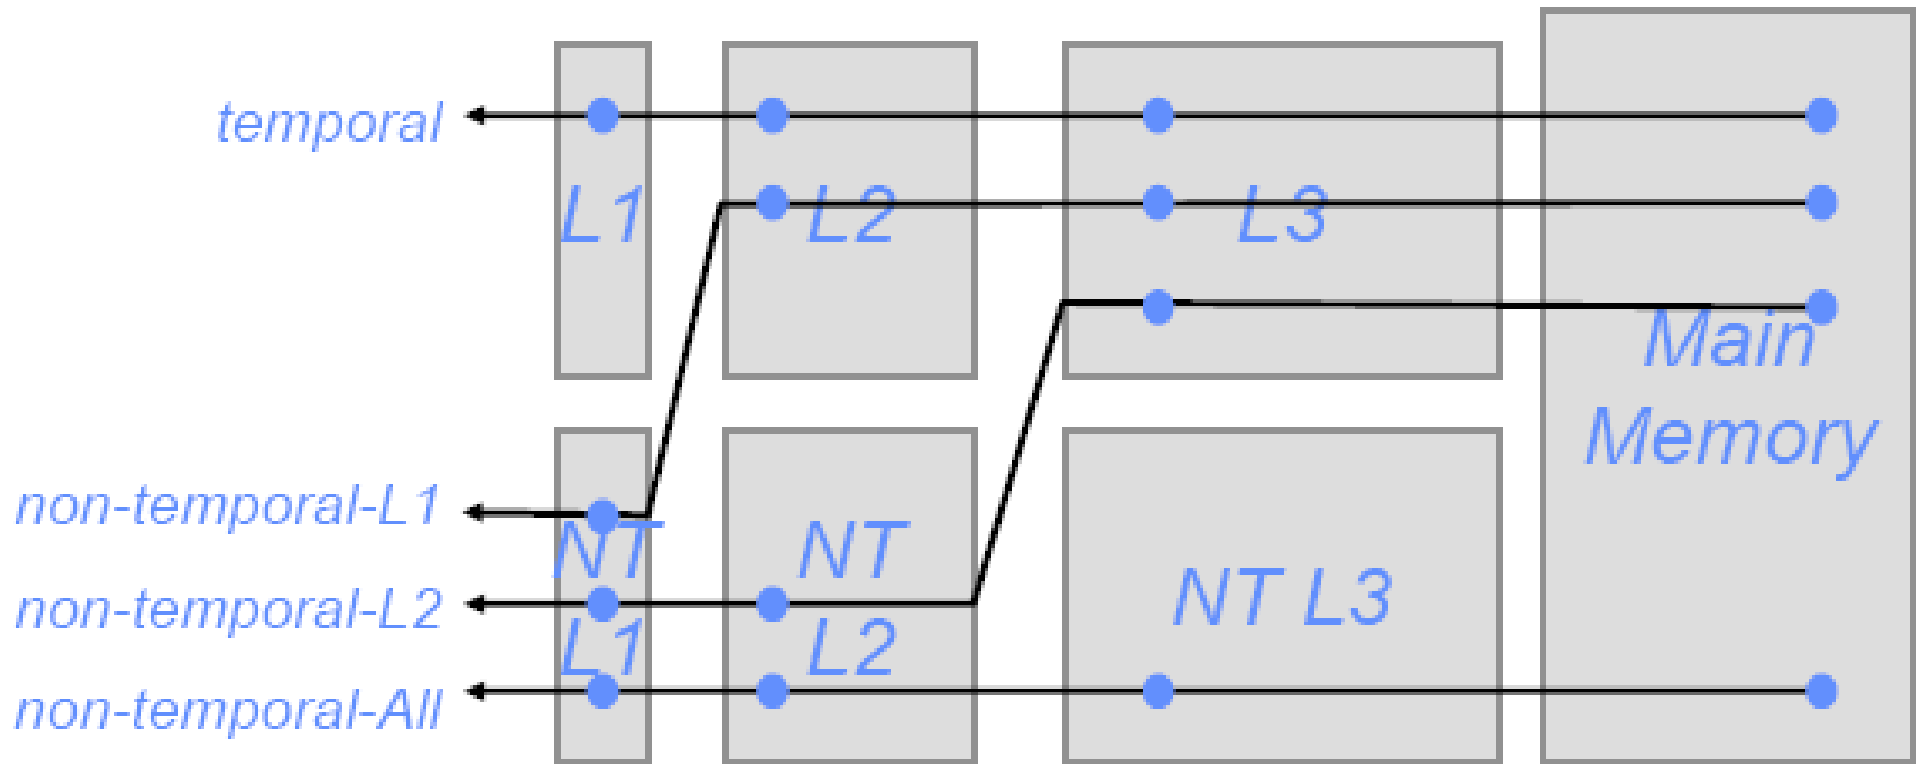 temporal
L1
L2
L3
Main
Memory
non-temporal-L1
non-temporal-L2
non-temporal-All
NT
L1
NT
L2
NT L3